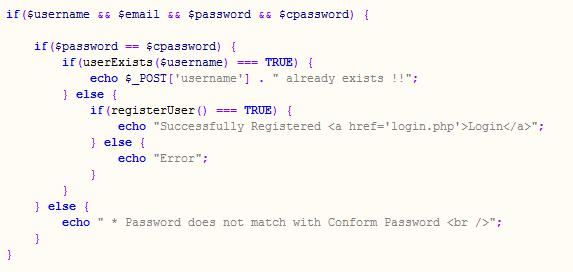 if($username && $email && $password && $cpassword) {
if($password == $cpassword) {
if(userExists($username) === TRUE) {
echo $_POST['username'] . " already exists !!";
} else {
if(registerUser() === TRUE) {
echo "Successfully Registered <a href='login.php'>Login</a>";
} else {
echo "Error";
}
}
} else {
echo " * Password does not match with Conform Password <br />";
}
}